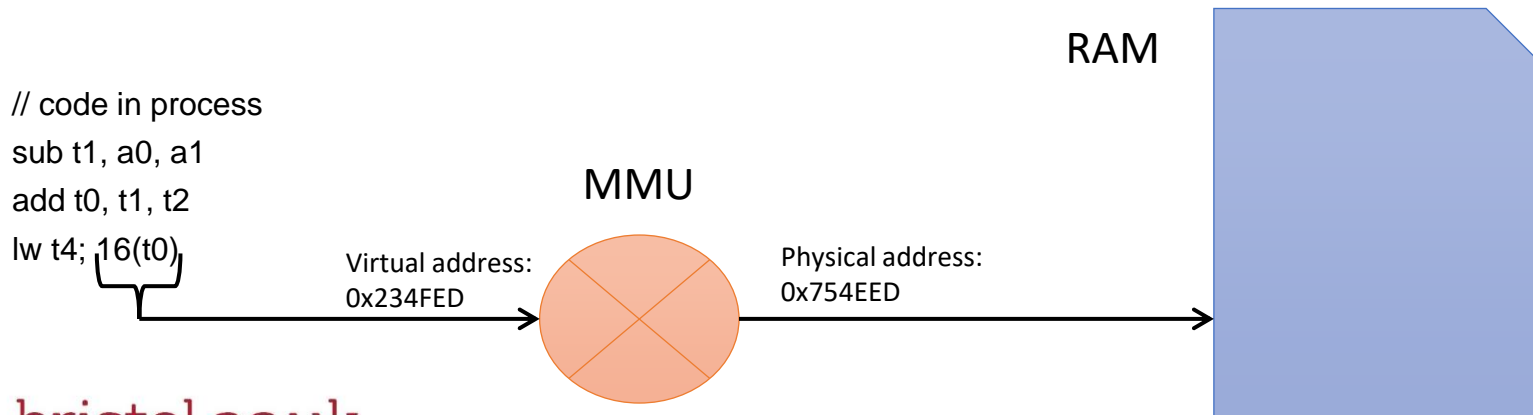 RAM
// code in process
sub t1, a0, a1
add t0, t1, t2
lw t4; 16(t0)
MMU
Virtual address:
0x234FED
Physical address:
0x754EED